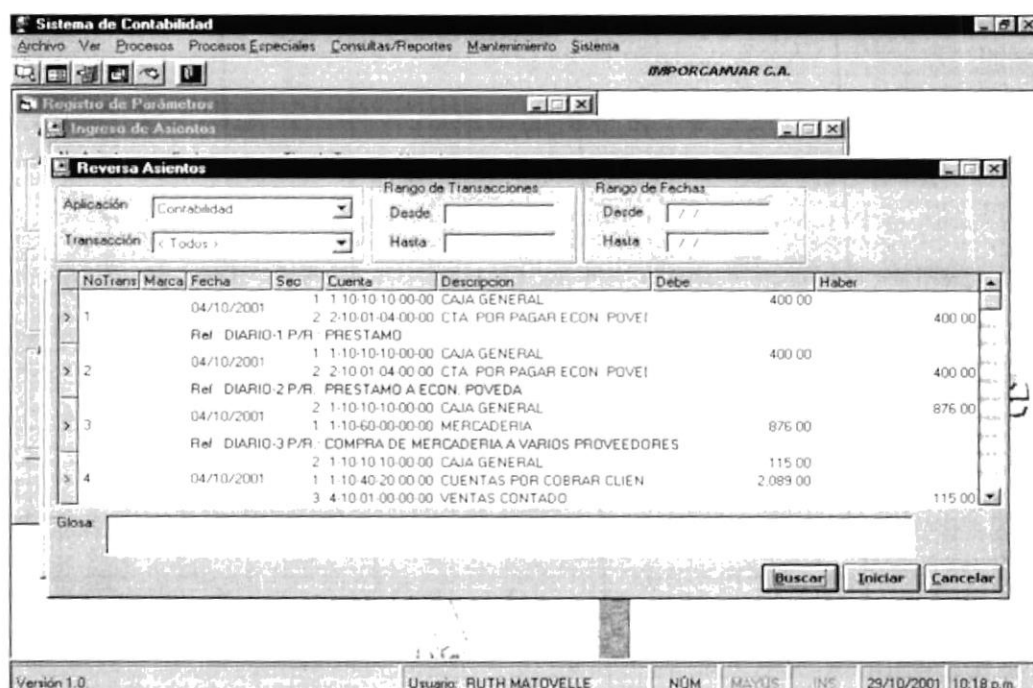 Sistema de Contabilidad
Archivo Ver Procesos Procesos Especiales Consultas/Reportes Mantenimiento Sistema
IMPORCANVAR C.A.
Registro de Parámetros
Ingreso de Asientos
Reversa Asientos
Rango de Transacciones Rango de Fechas
Aplicación Contabilidad Desde Desde / /
Transacción < Todos > Hasta Hasta / /
NoTrans Marca Fecha Sec Cuenta Descripcion Debe Haber
1 1-10-10-10-00-00 CAJA GENERAL 400.00
1 04/10/2001 2 2-10-01-04-00-00 CTA. POR PAGAR ECON. POVE 400.00
Ref. DIARIO-1 P/R.: PRESTAMO
1 1-10-10-10-00-00 CAJA GENERAL 400.00
2 04/10/2001 2 2-10-01-04-00-00 CTA. POR PAGAR ECON. POVE 400.00
Ref. DIARIO-2 P/R. PRESTAMO A ECON. POVEDA
2 1-10-10-10-00-00 CAJA GENERAL 876.00
3 04/10/2001 1 1-10-60-00-00-00 MERCADERIA 876.00
Ref. DIARIO-3 P/R.: COMPRA DE MERCADERIA A VARIOS PROVEEDORES
2 1-10-10-10-00-00 CAJA GENERAL 115.00
4 04/10/2001 1 1-10-40-20-00-00 CUENTAS POR COBRAR CLIEN 2.089.00
3 4-10-01-00-00-00 VENTAS CONTADO 115.00
Glosa:
Buscar Iniciar Cancelar
Versión 1.0 Usuario: RUTH MATOVELLE NÚM MAYÚS INS 29/10/2001 10:18 p.m.